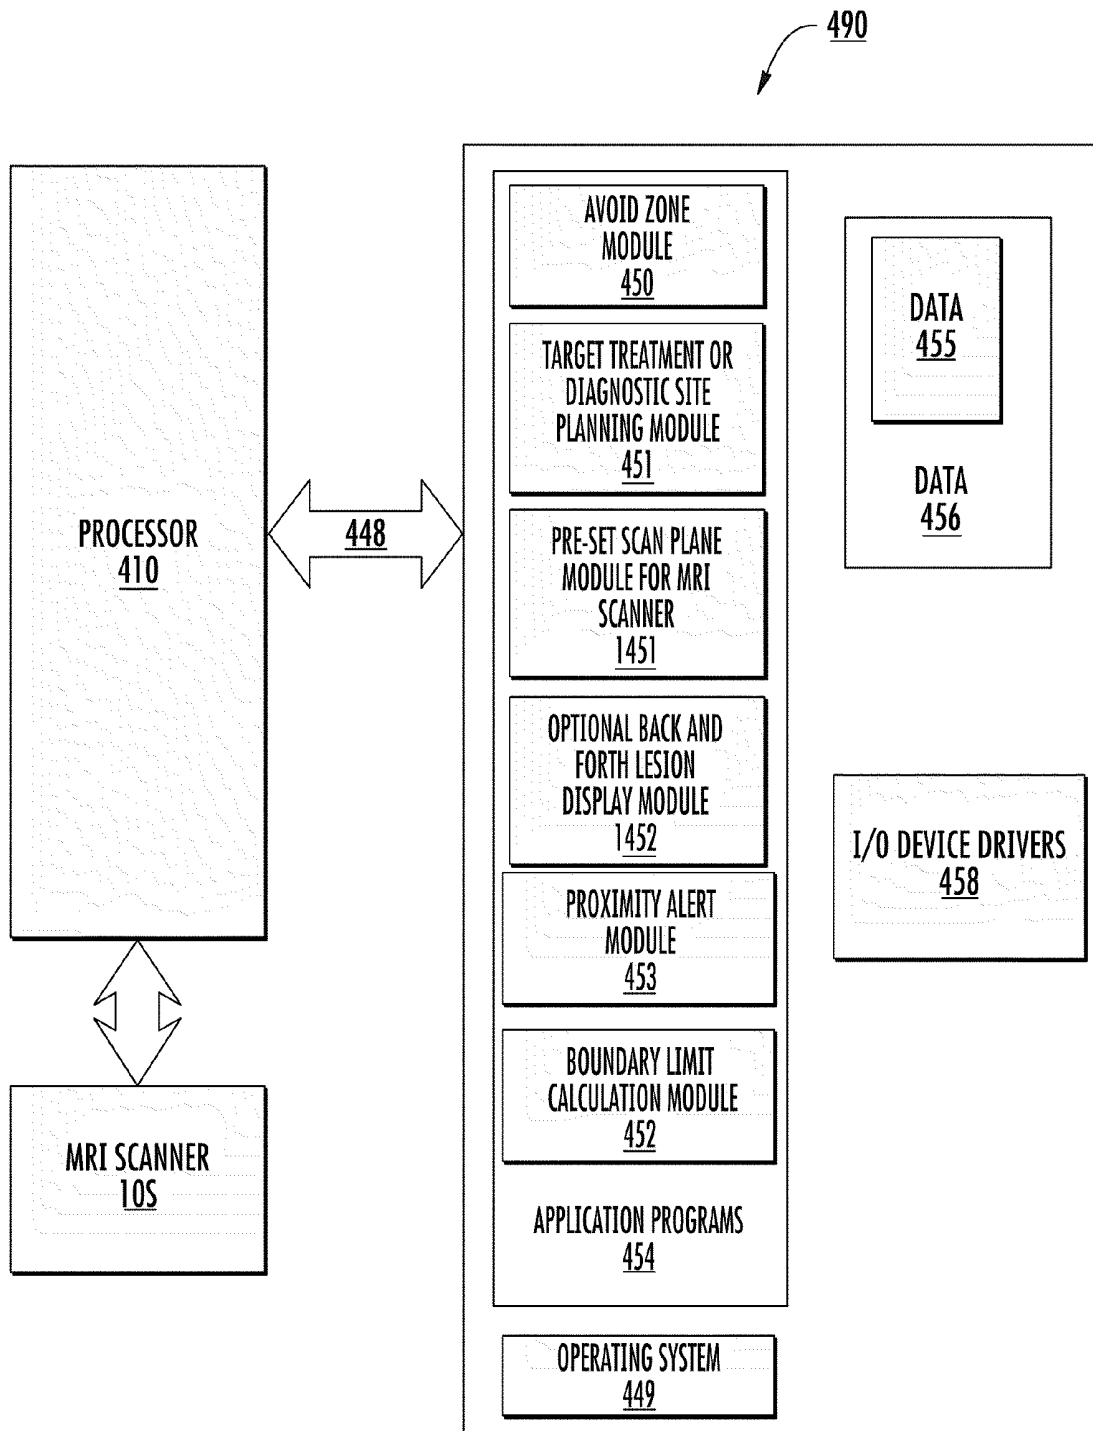 490
AVOID ZONE
MODULE
450
TARGET TREATMENT OR
DIAGNOSTIC SITE
PLANNING MODULE
451
PRE-SET SCAN PLANE
MODULE FOR MRI
SCANNER
1451
OPTIONAL BACK AND
FORTH LESION
DISPLAY MODULE
1452
PROXIMITY ALERT
MODULE
453
BOUNDARY LIMIT
CALCULATION MODULE
452
APPLICATION PROGRAMS
454
OPERATING SYSTEM
449
DATA
455
DATA
456
I/O DEVICE DRIVERS
458
PROCESSOR
410
448
MRI SCANNER
10S